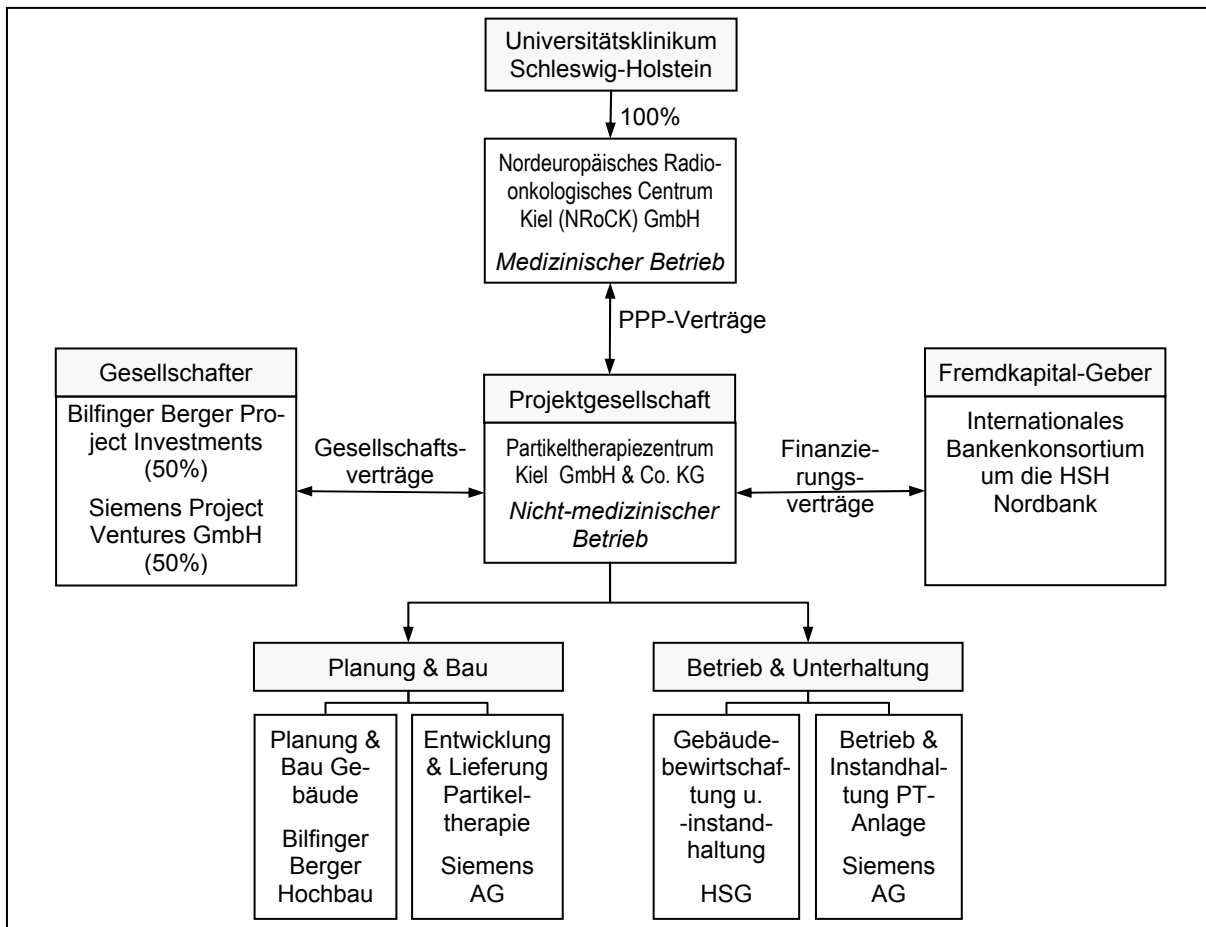 Universitätsklinikum
Schleswig-Holstein
100%
Nordeuropäisches Radio-
onkologisches Centrum
Kiel (NRoCK) GmbH
Medizinischer Betrieb
PPP-Verträge
Gesellschafter
Bilfinger Berger Pro-
ject Investments
(50%)
Siemens Project
Ventures GmbH
(50%)
Gesellschafts-
verträge
Projektgesellschaft
Partikeltherapiezentrum
Kiel GmbH & Co. KG
Nicht-medizinischer
Betrieb
Finanzie-
rungs-
verträge
Fremdkapital-Geber
Internationales
Bankenkonsortium
um die HSH
Nordbank
Planung & Bau
Planung &
Bau Ge-
bäude
Bilfinger
Berger
Hochbau
Entwicklung
& Lieferung
Partikel-
therapie
Siemens
AG
Betrieb & Unterhaltung
Gebäude-
bewirtschaf-
tung u.
-instand-
haltung
HSG
Betrieb &
Instandhal-
tung PT-
Anlage
Siemens
AG